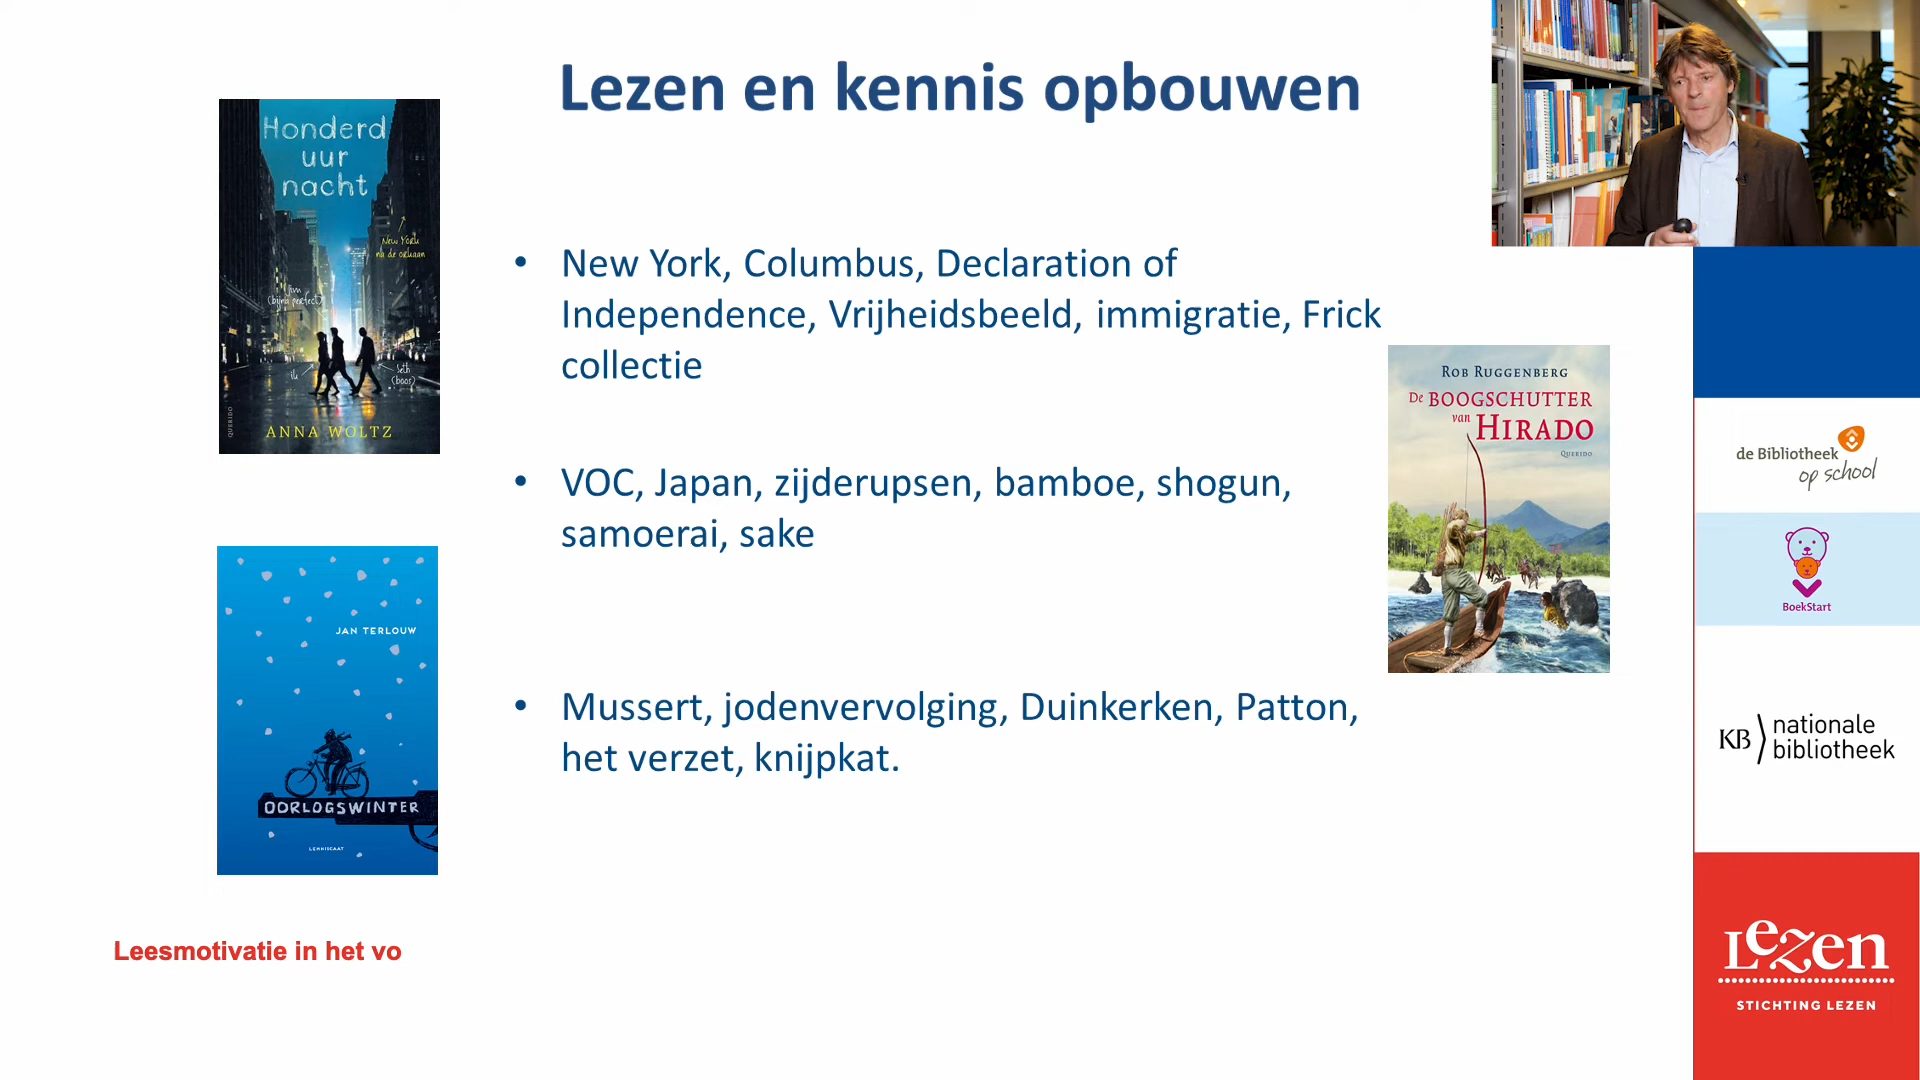 Lezen en kennis opbouwen
Honderd
uur
nacht
New York
na de orkaan
Jim
(bijna perfect)
Seth
(boos)
QUERIDO
ANNA WOLTZ
New York, Columbus, Declaration of
Independence, Vrijheidsbeeld, immigratie, Frick
collectie
ROB RUGGENBERG
De BOOGSCHUTTER
van HIRADO
QUERIDO
VOC, Japan, zijderupsen, bamboe, shogun,
samoerai, sake
JAN TERLOUW
OORLOGSWINTER
LEMNISCAAT
Mussert, jodenvervolging, Duinkerken, Patton,
het verzet, knijpkat.
Leesmotivatie in het vo
de Bibliotheek
op school
BoekStart
KB nationale
bibliotheek
Lezen
STICHTING LEZEN